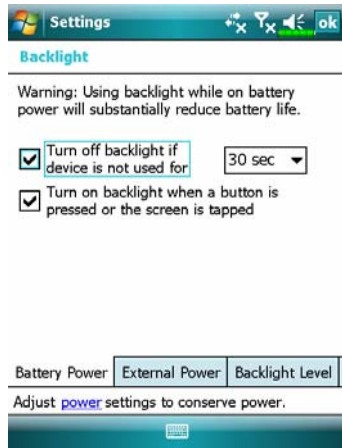 Settings ok
Backlight
Warning: Using backlight while on battery
power will substantially reduce battery life.
Turn off backlight if
device is not used for 30 sec
Turn on backlight when a button is
pressed or the screen is tapped
Battery Power External Power Backlight Level
Adjust power settings to conserve power.